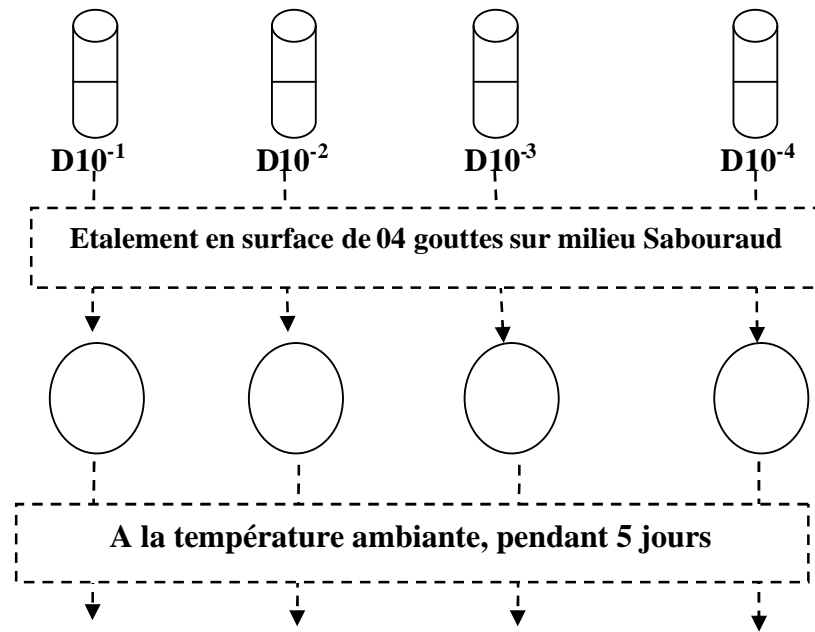 D10⁻¹ D10⁻² D10⁻³ D10⁻⁴
Etalement en surface de 04 gouttes sur milieu Sabouraud
A la température ambiante, pendant 5 jours